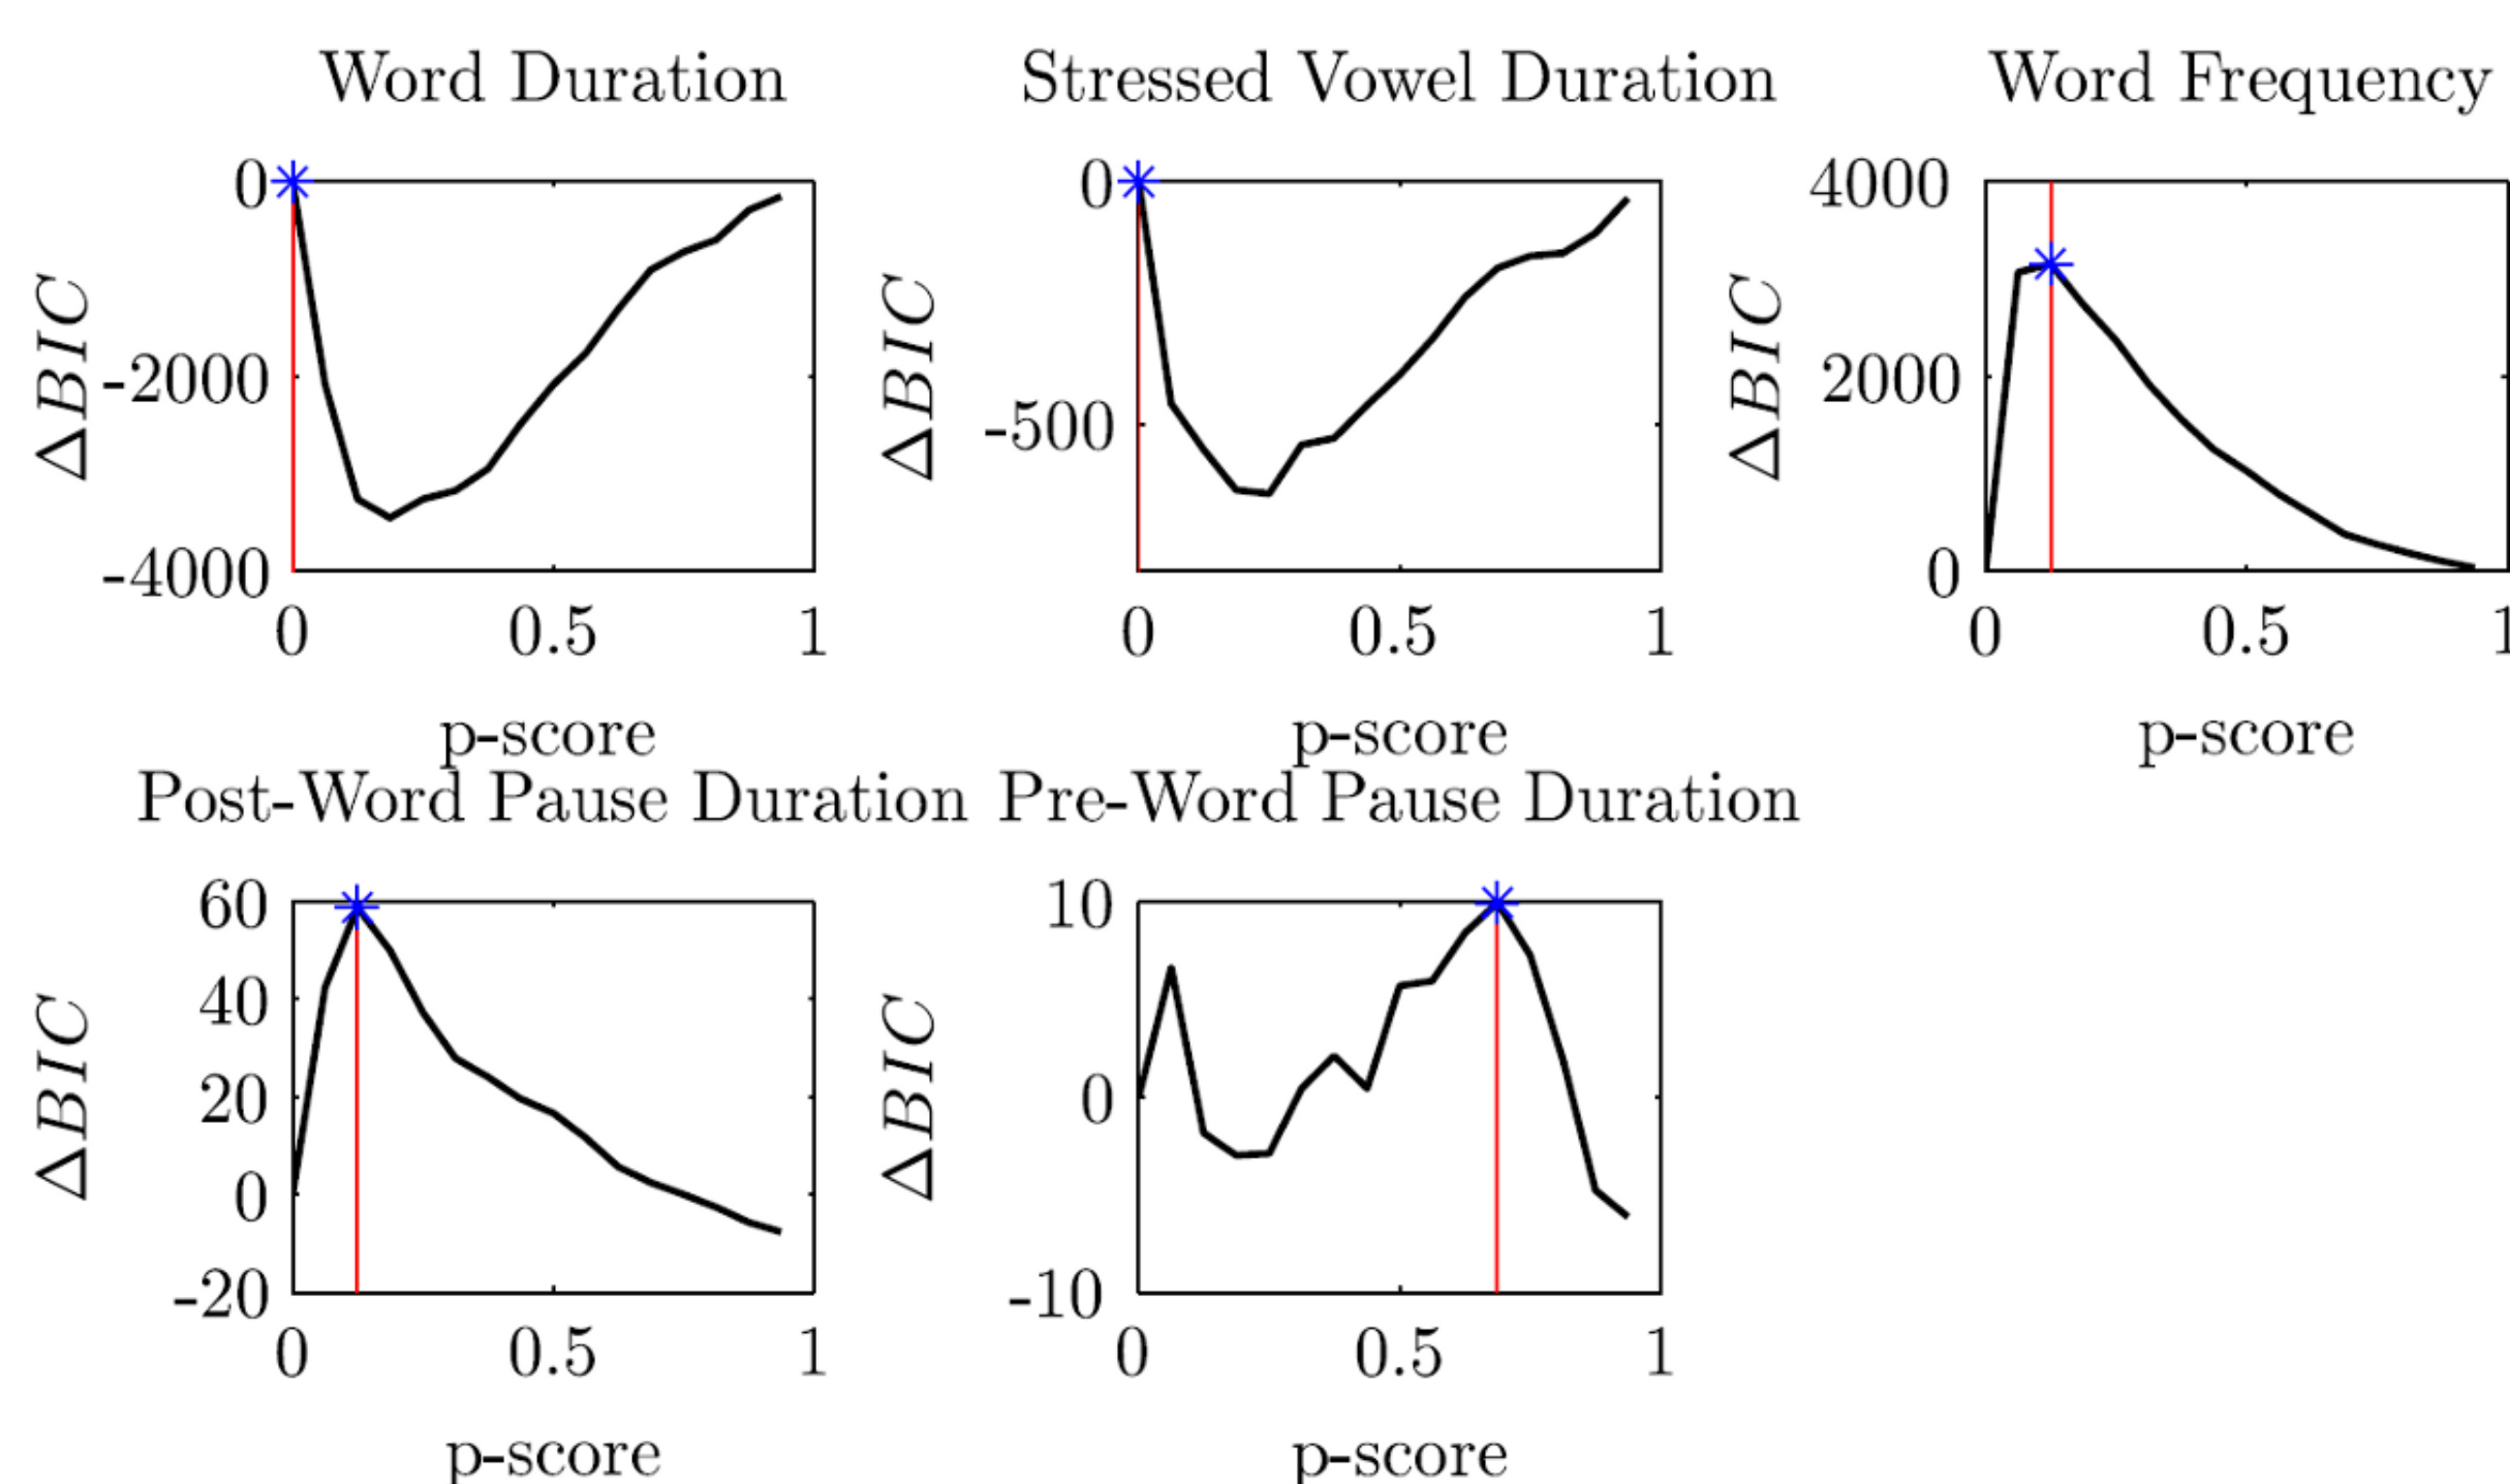 Word Duration
Stressed Vowel Duration
Word Frequency
0
-2000
-4000
ΔBIC
0 0.5 1
p-score
0
-500
ΔBIC
0 0.5 1
p-score
4000
2000
0
ΔBIC
0 0.5 1
p-score
Post-Word Pause Duration
Pre-Word Pause Duration
60
40
20
0
-20
ΔBIC
0 0.5 1
p-score
10
0
-10
ΔBIC
0 0.5 1
p-score